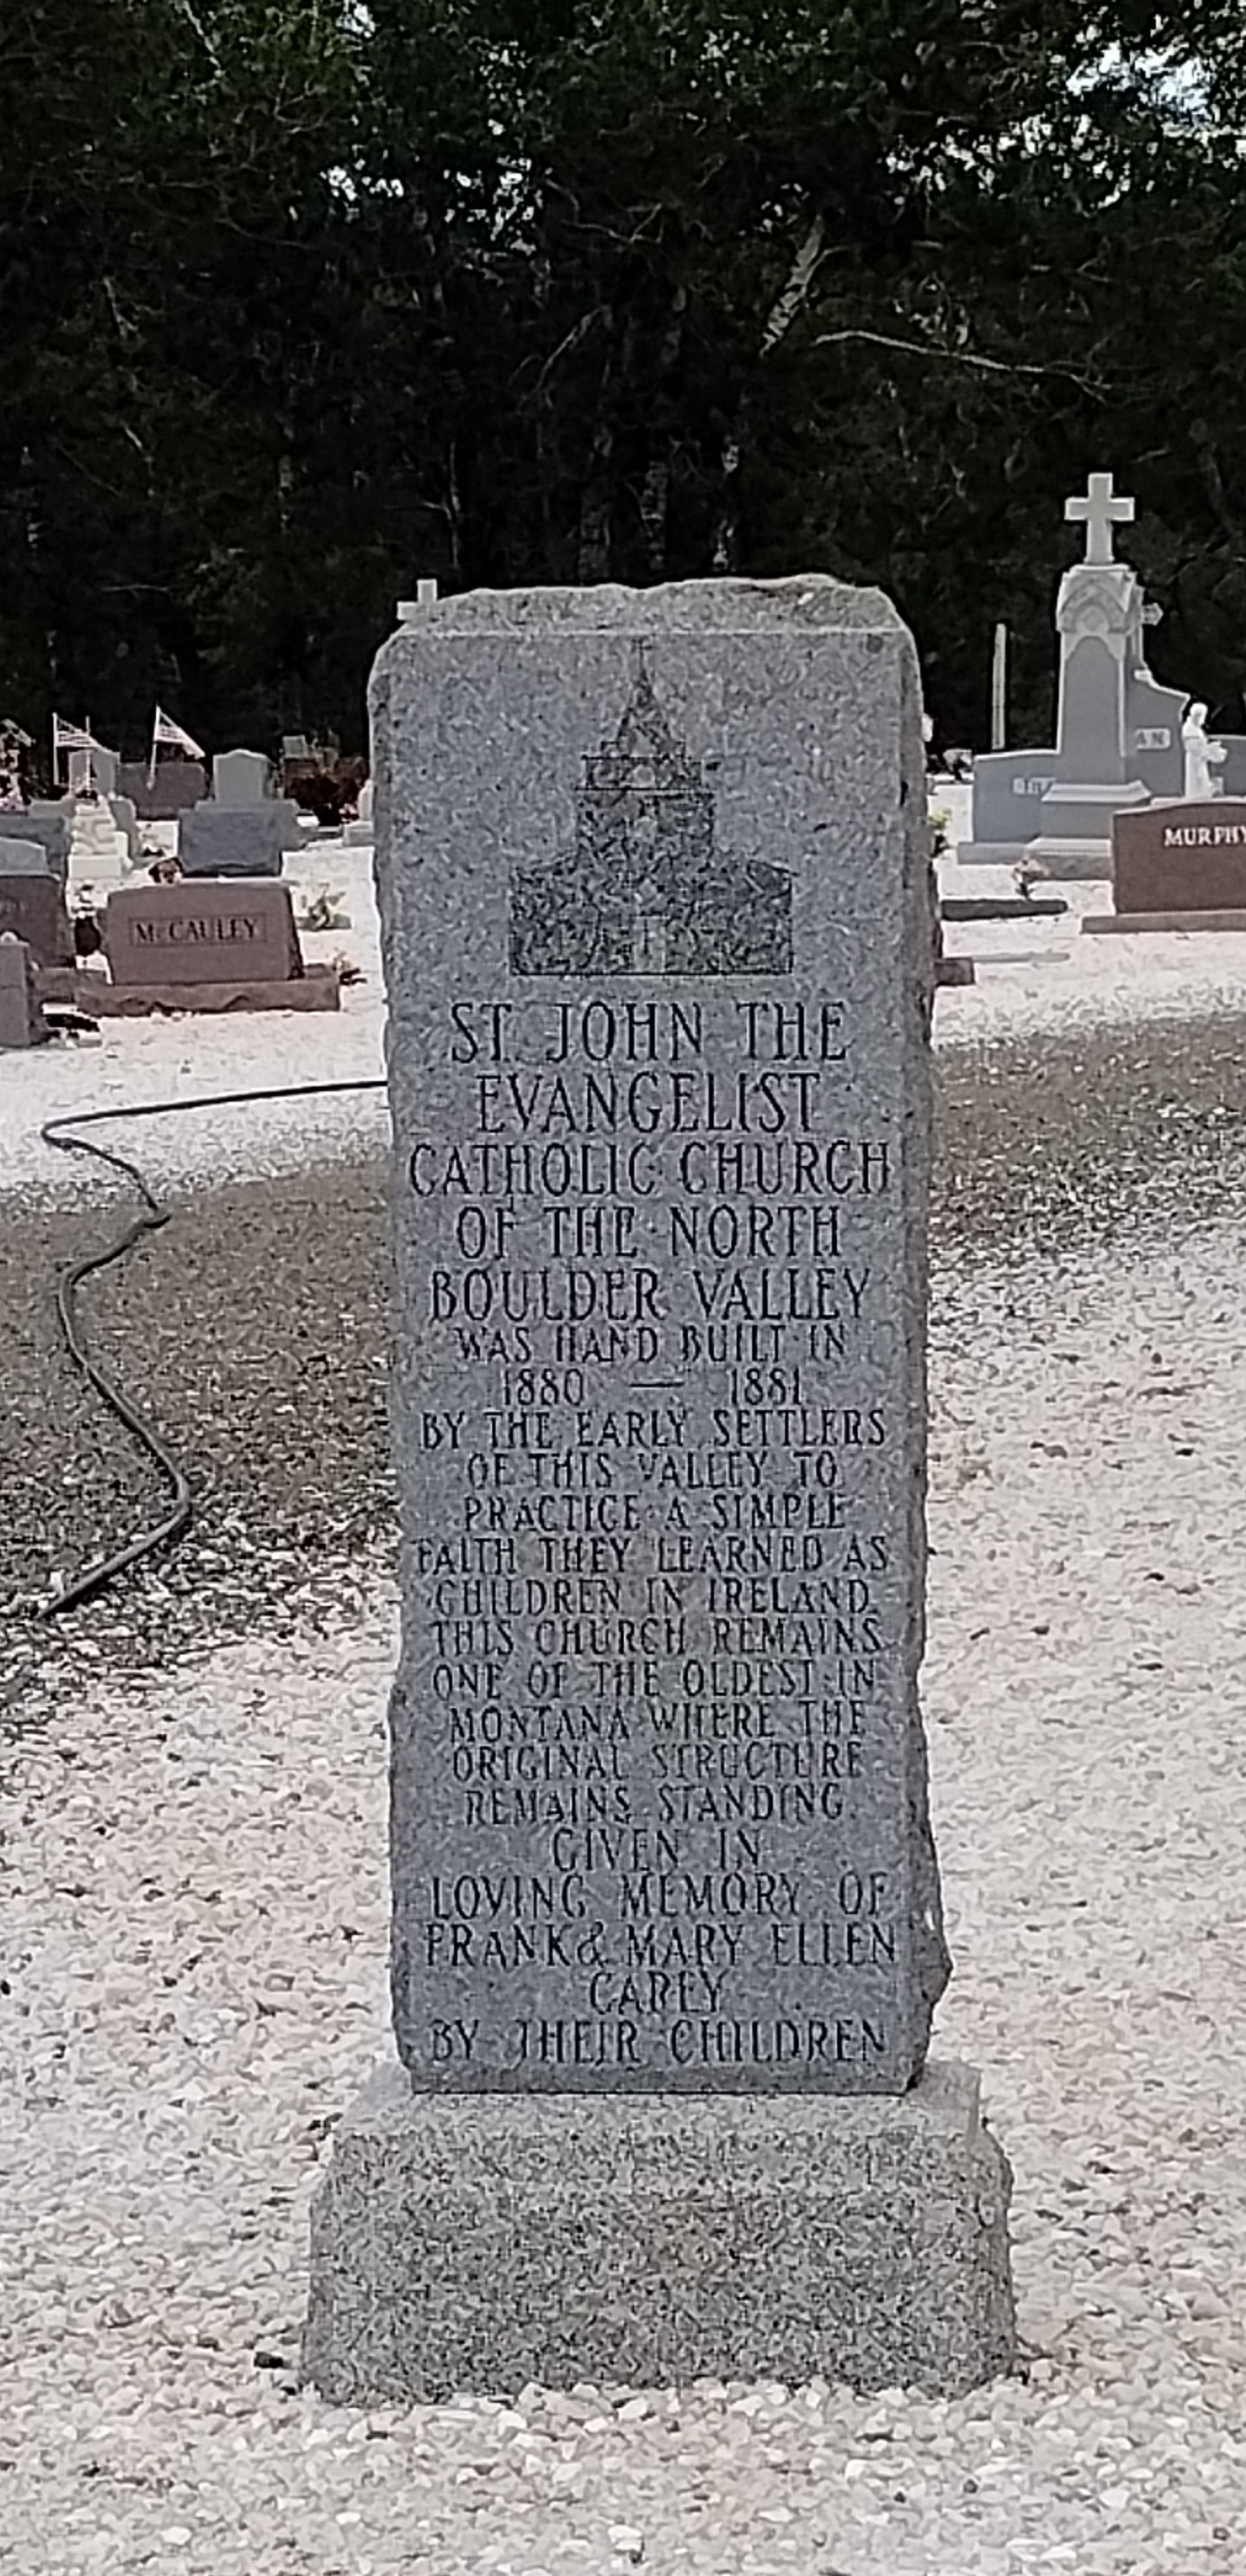 ST. JOHN THE
EVANGELIST
CATHOLIC CHURCH
OF THE NORTH
BOULDER VALLEY
WAS HAND BUILT IN
1880 — 1881
BY THE EARLY SETTLERS
OF THIS VALLEY TO
PRACTICE A SIMPLE
FAITH THEY LEARNED AS
CHILDREN IN IRELAND.
THIS CHURCH REMAINS
ONE OF THE OLDEST IN
MONTANA WHERE THE
ORIGINAL STRUCTURE
REMAINS STANDING.
GIVEN IN
LOVING MEMORY OF
FRANK & MARY ELLEN
CAREY
BY THEIR CHILDREN
McCAULEY
MURPHY